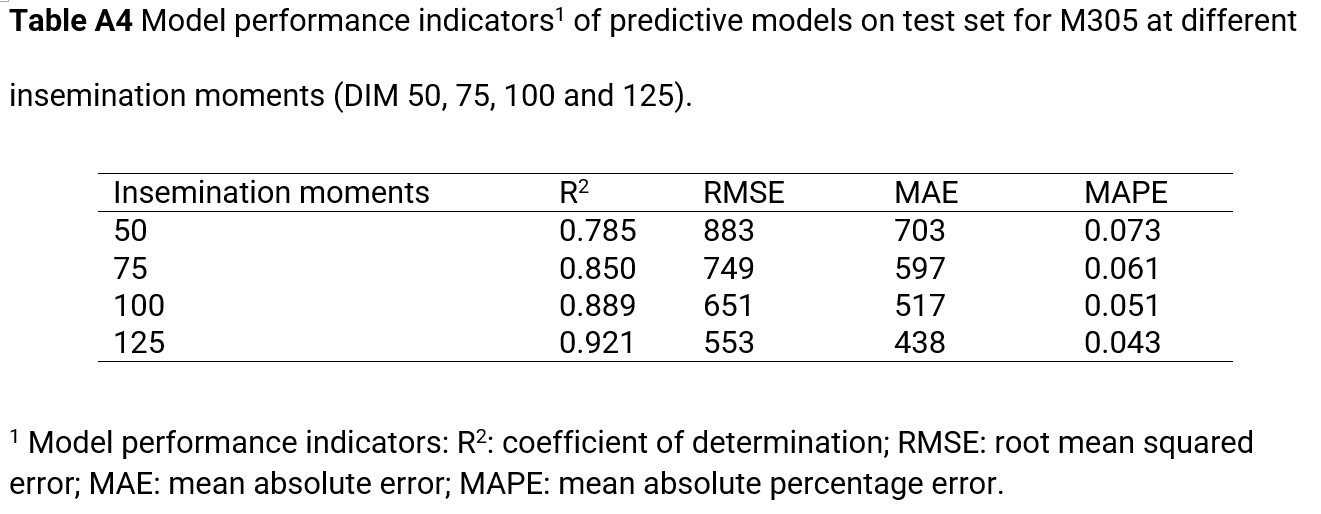 Table A4 Model performance indicators¹ of predictive models on test set for M305 at different
insemination moments (DIM 50, 75, 100 and 125).
Insemination moments R² RMSE MAE MAPE
50 0.785 883 703 0.073
75 0.850 749 597 0.061
100 0.889 651 517 0.051
125 0.921 553 438 0.043
¹ Model performance indicators: R²: coefficient of determination; RMSE: root mean squared
error; MAE: mean absolute error; MAPE: mean absolute percentage error.